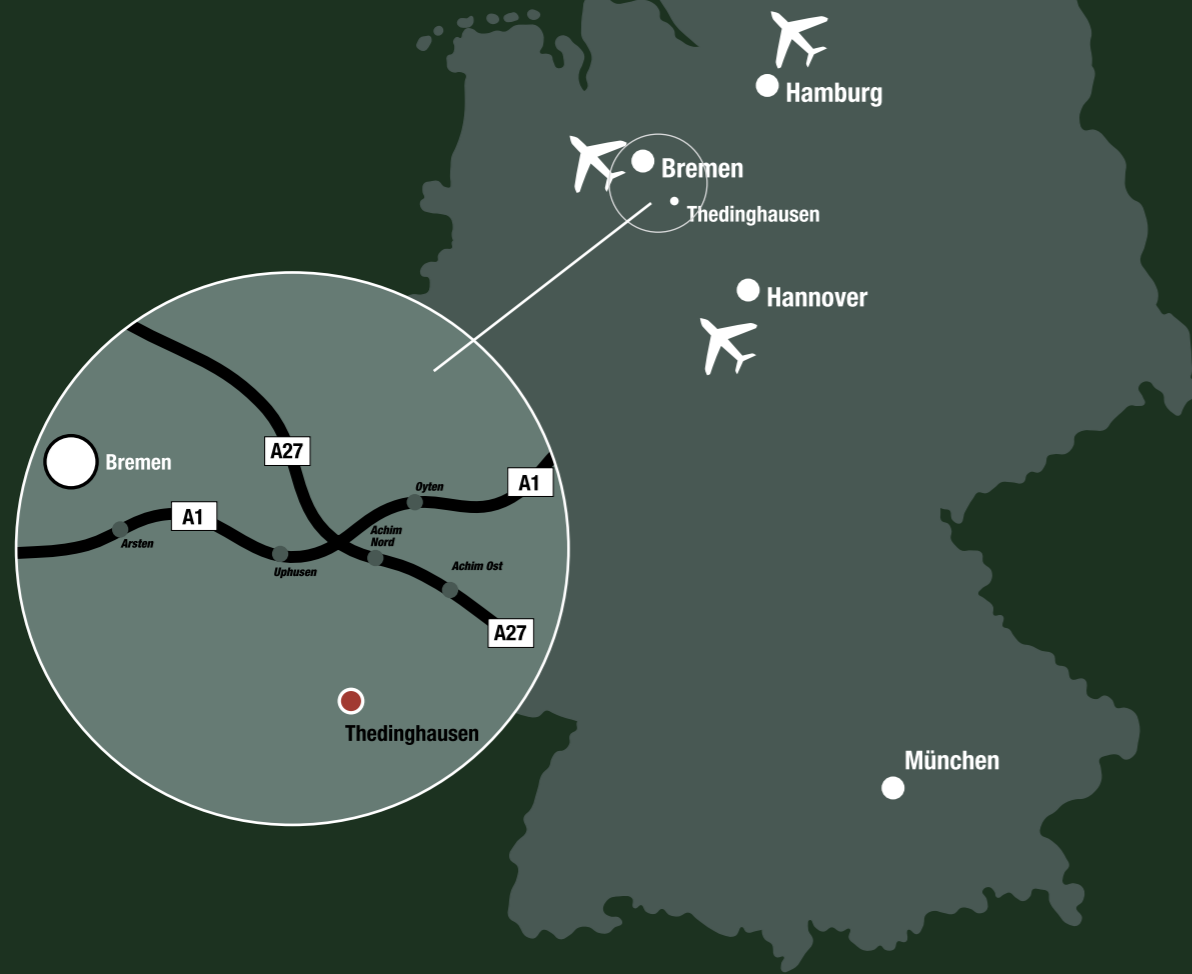 Hamburg
Bremen
Thedinghausen
Hannover
A27
Bremen
A1
Oyten
A1
Arsten
Achim
Nord
Uphusen
Achim Ost
A27
Thedinghausen
München